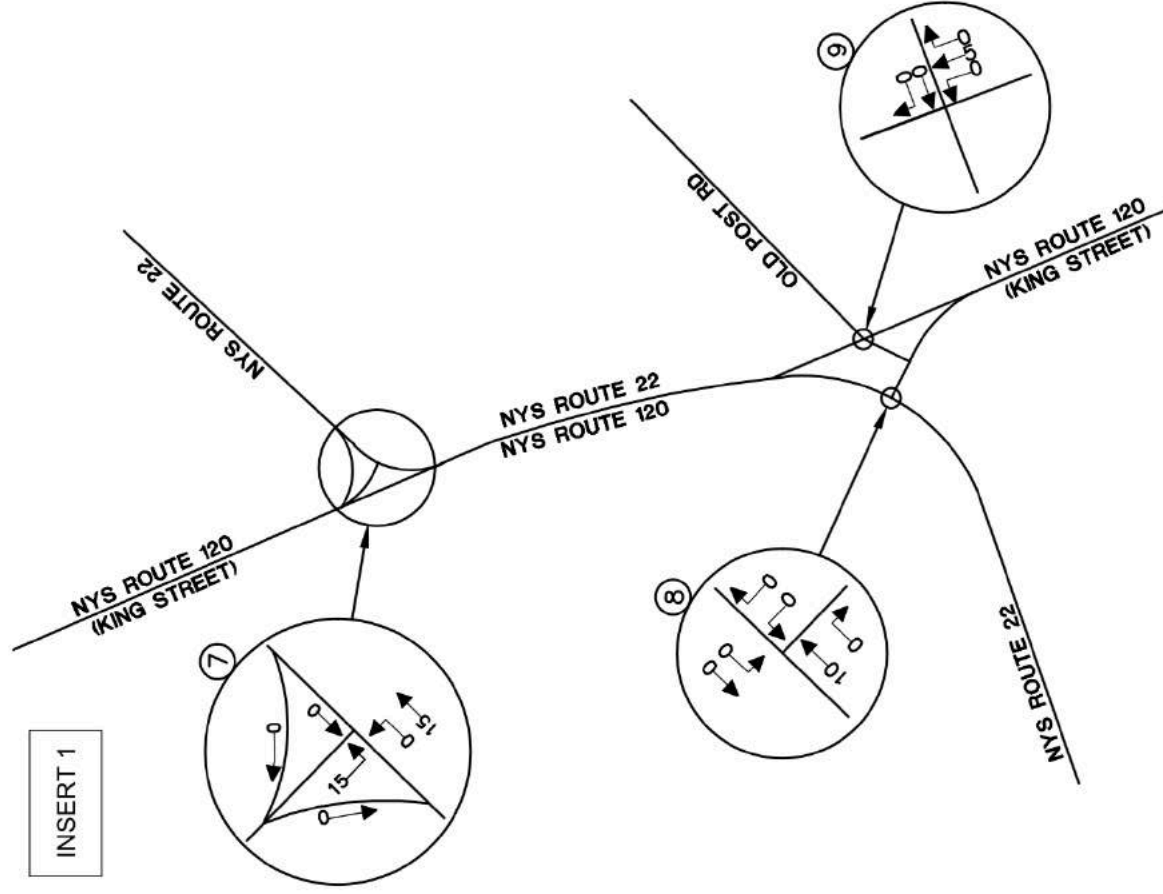 INSERT 1
NYS ROUTE 120
(KING STREET)
NYS ROUTE 22
7
0
0
0
15
0
15
NYS ROUTE 22
NYS ROUTE 120
OLD POST RD
9
0
0
0
5
0
8
0
0
0
0
10
0
NYS ROUTE 22
NYS ROUTE 120
(KING STREET)